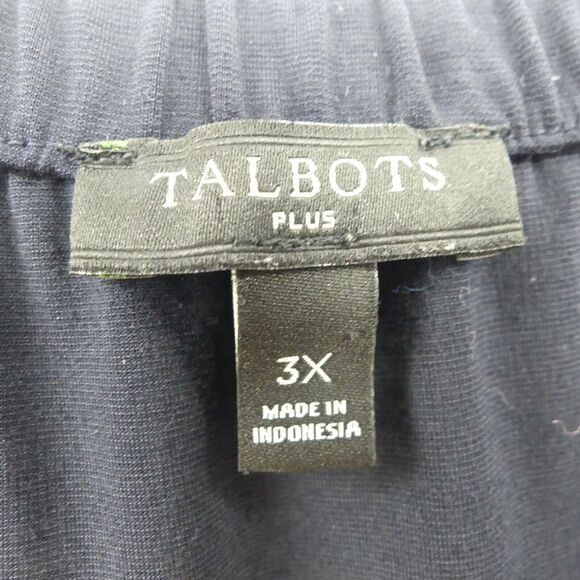 TALBOTS
PLUS
3X
MADE IN
INDONESIA